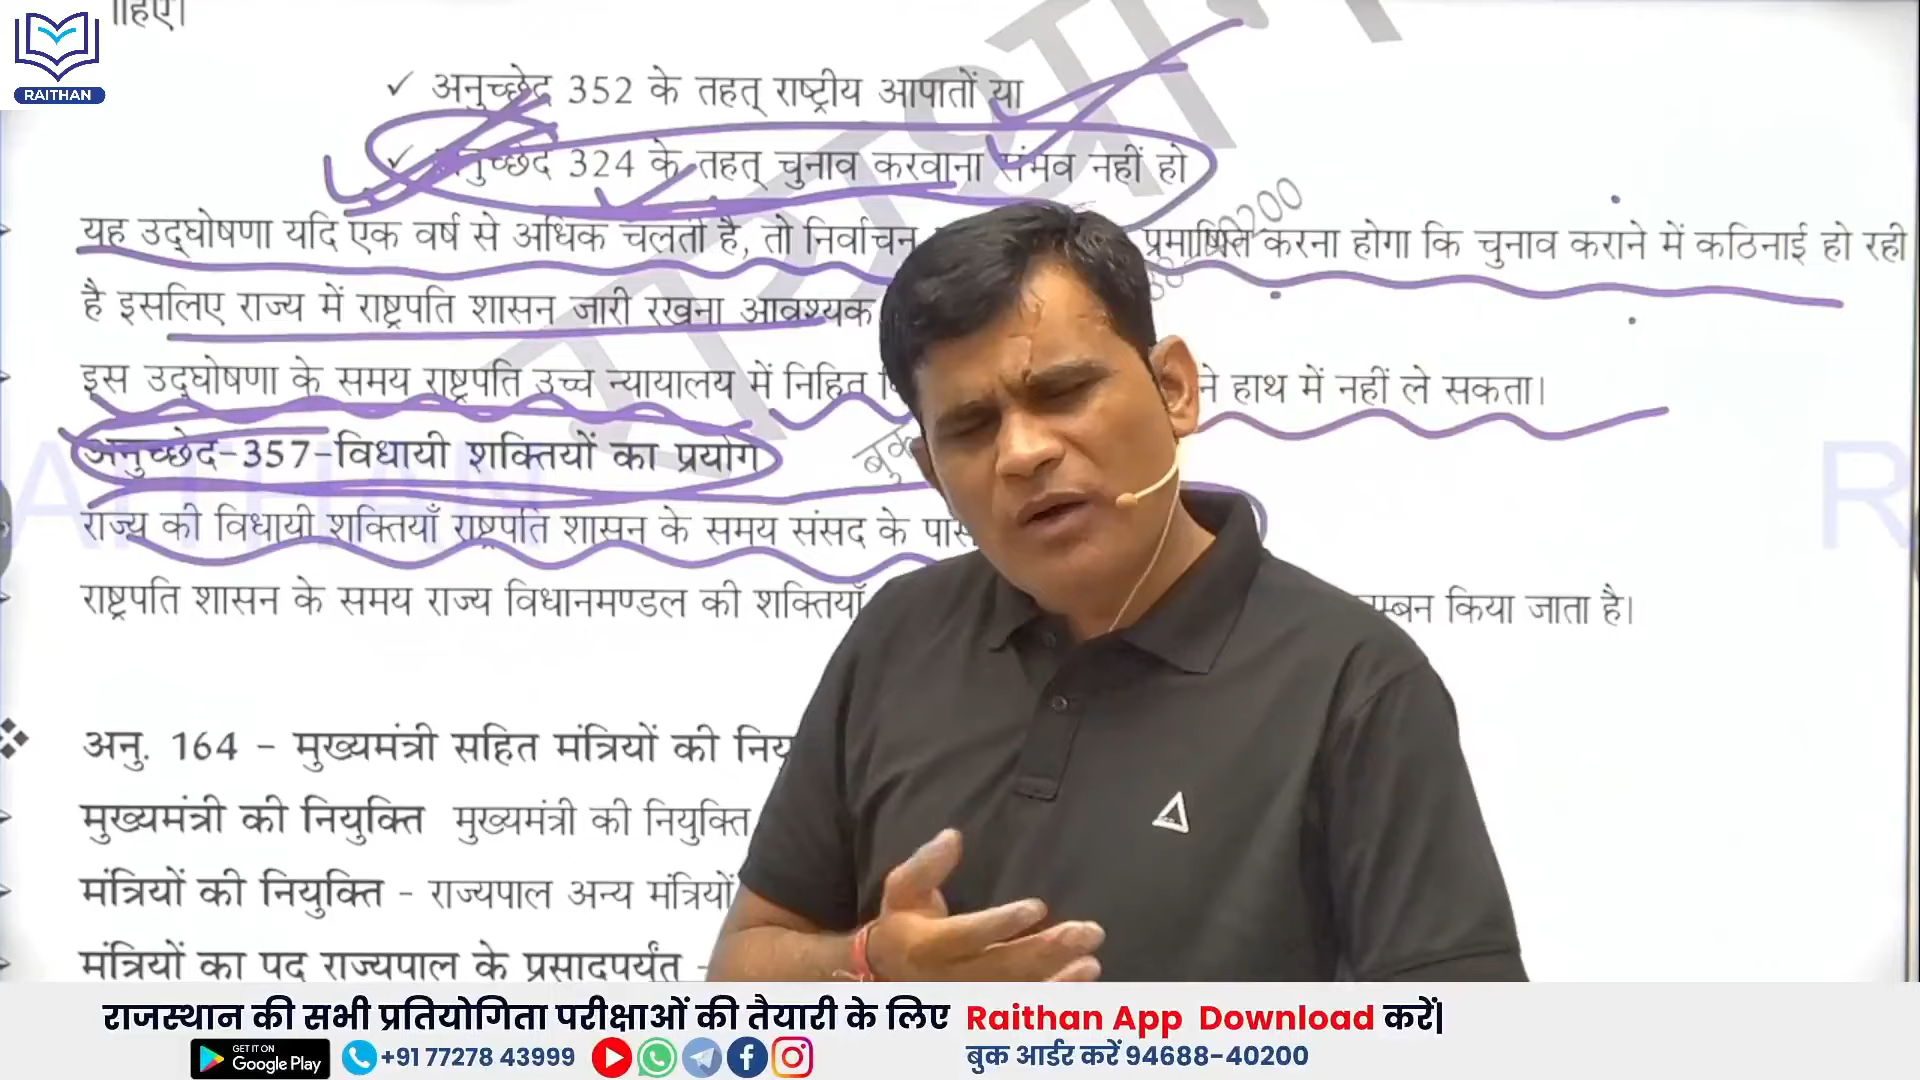 RAITHAN
✓ अनुच्छेद 352 के तहत् राष्ट्रीय आपातों या
✓ अनुच्छेद 324 के तहत् चुनाव करवाना संभव नहीं हो
यह उद्घोषणा यदि एक वर्ष से अधिक चलती है, तो निर्वाचन प्रमाषित करना होगा कि चुनाव कराने में कठिनाई हो रही
है इसलिए राज्य में राष्ट्रपति शासन जारी रखना आवश्यक
इस उद्घोषणा के समय राष्ट्रपति उच्च न्यायालय में निहित ने हाथ में नहीं ले सकता।
अनुच्छेद-357-विधायी शक्तियों का प्रयोग
राज्य की विधायी शक्तियाँ राष्ट्रपति शासन के समय संसद के पास
राष्ट्रपति शासन के समय राज्य विधानमण्डल की शक्तियाँ म्बन किया जाता है।
❖ अनु. 164 - मुख्यमंत्री सहित मंत्रियों की
मुख्यमंत्री की नियुक्ति मुख्यमंत्री की नियुक्ति
मंत्रियों की नियुक्ति - राज्यपाल अन्य मंत्रियों
मंत्रियों का पद राज्यपाल के प्रसादपर्यंत -
राजस्थान की सभी प्रतियोगिता परीक्षाओं की तैयारी के लिए Raithan App Download करें|
GET IT ON
Google Play
+91 77278 43999
बुक आर्डर करें 94688-40200